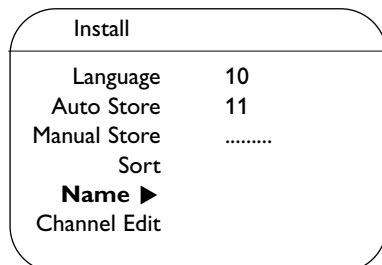 Install
Language 10
Auto Store 11
Manual Store .........
Sort
Name ▶
Channel Edit